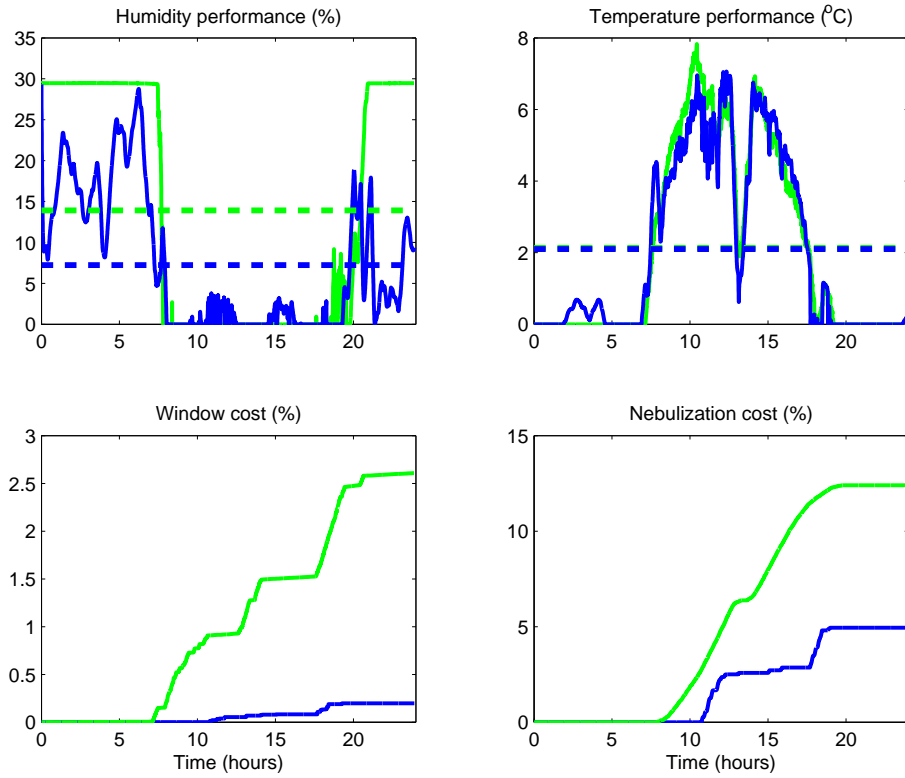 Humidity performance (%)
35
30
25
20
15
10
5
0
0 5 10 15 20
Temperature performance (°C)
8
6
4
2
0
0 5 10 15 20
Window cost (%)
3
2.5
2
1.5
1
0.5
0
0 5 10 15 20
Time (hours)
Nebulization cost (%)
15
10
5
0
0 5 10 15 20
Time (hours)